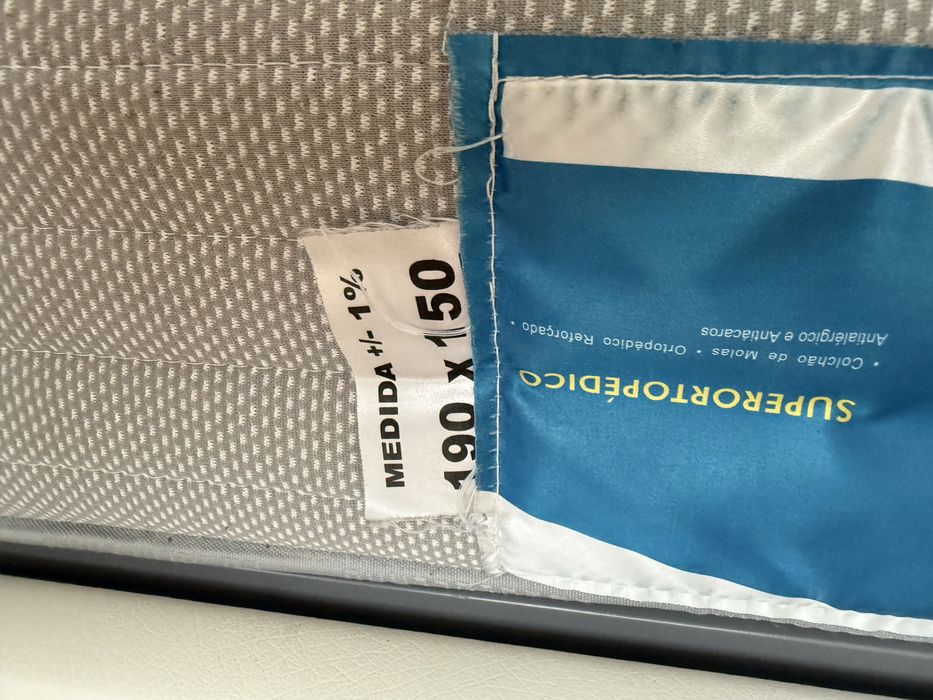 MEDIDA +/- 1%
190 x 150
SUPERORTOPÉDICO
• Colchão de Molas • Ortopédico Reforçado •
Antialérgico e Antiácaros